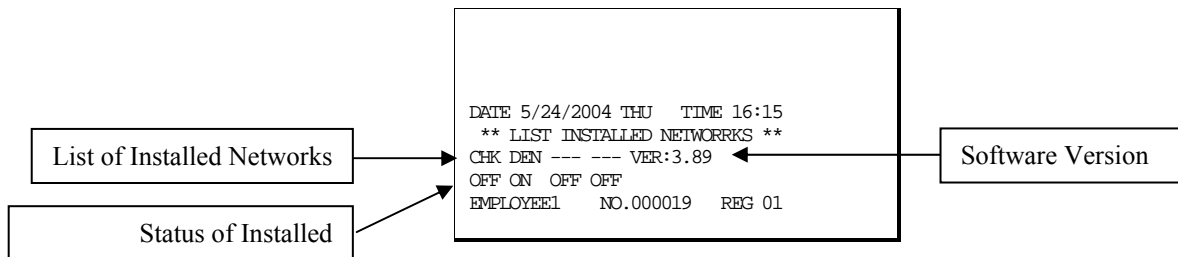 DATE 5/24/2004 THU TIME 16:15
** LIST INSTALLED NETWORRKS **
List of Installed Networks
CHK DEN --- --- VER:3.89
Software Version
OFF ON OFF OFF
EMPLOYEE1 NO.000019 REG 01
Status of Installed